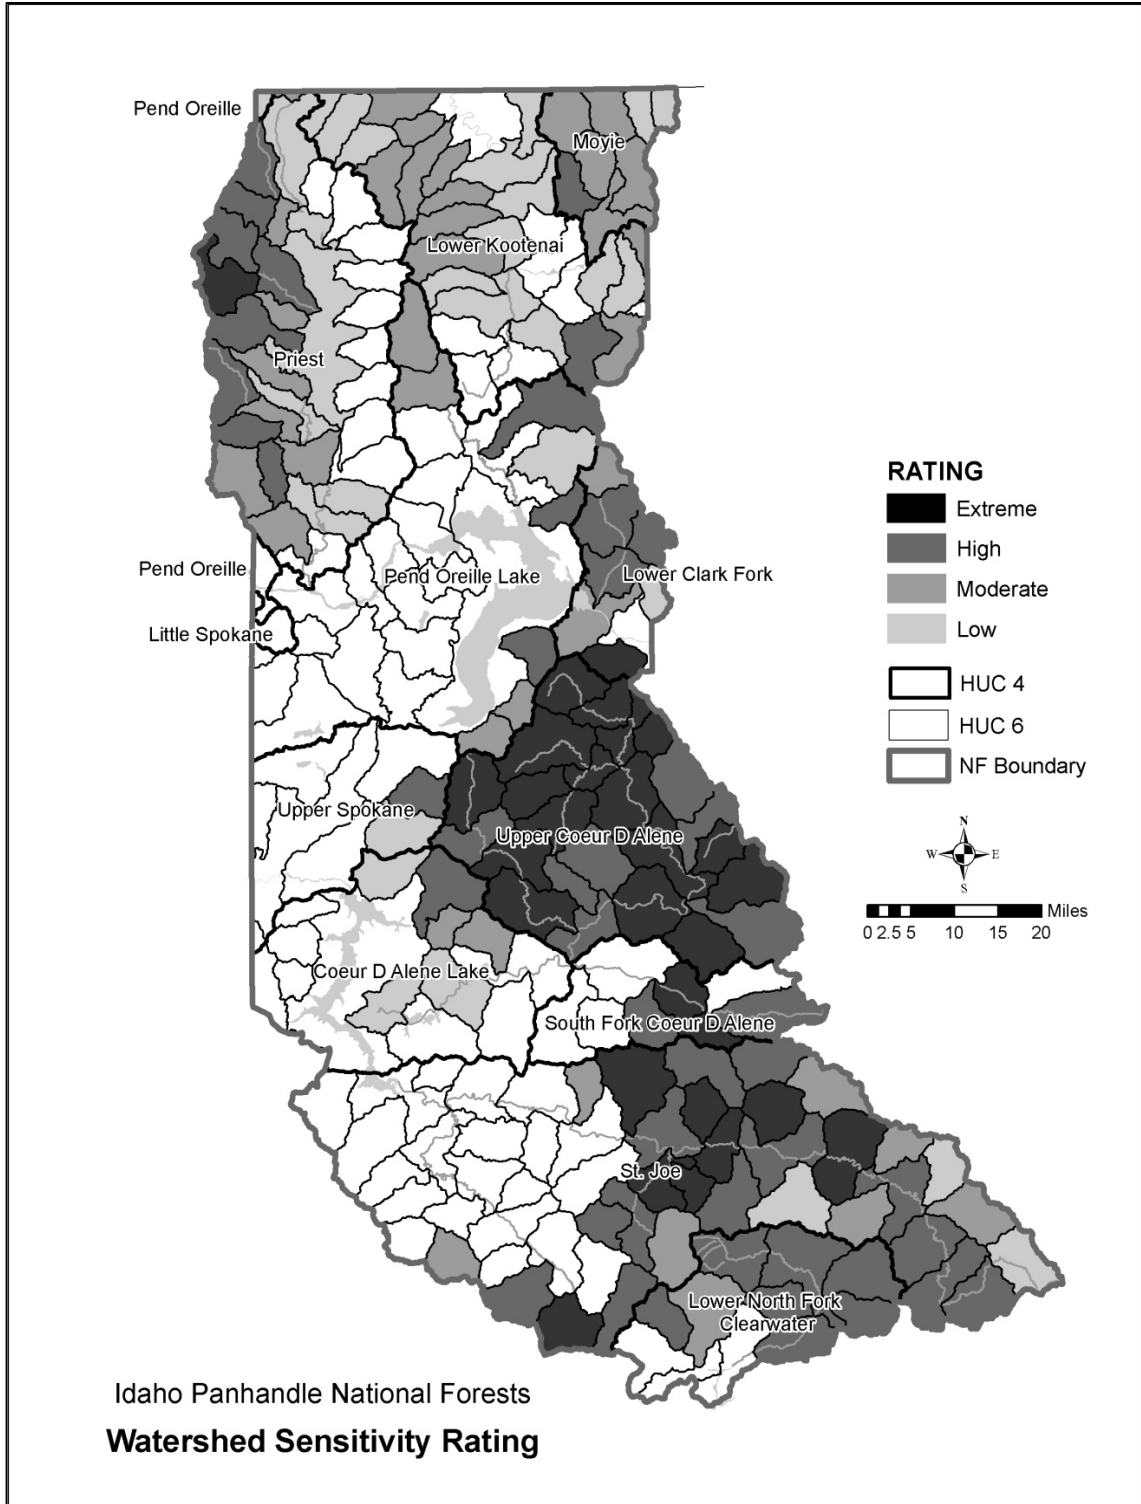 Pend Oreille
Moyie
Lower Kootenai
Priest
RATING
Extreme
High
Moderate
Low
HUC 4
HUC 6
NF Boundary
Pend Oreille
Pend Oreille Lake
Lower Clark Fork
Little Spokane
Upper Spokane
Upper Coeur D Alene
N
W
E
S
Miles
0 2.5 5 10 15 20
Coeur D Alene Lake
South Fork Coeur D Alene
St. Joe
Lower North Fork
Clearwater
Idaho Panhandle National Forests
Watershed Sensitivity Rating